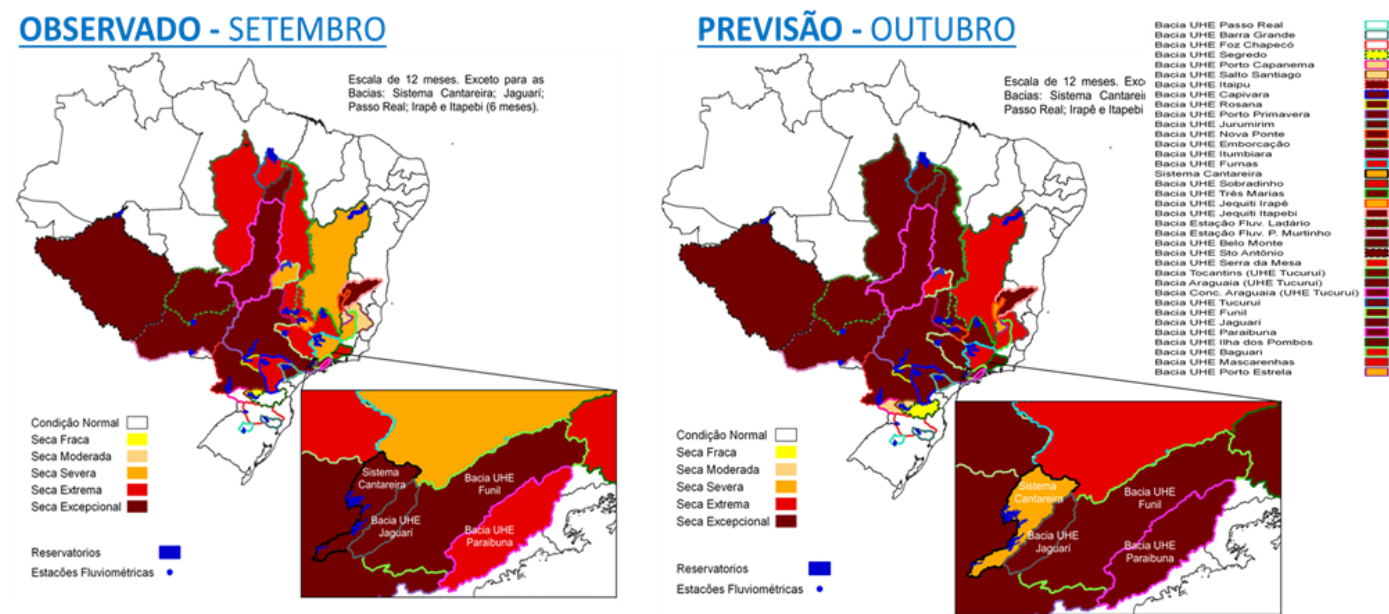 OBSERVADO - SETEMBRO
Escala de 12 meses. Exceto para as
Bacias: Sistema Cantareira; Jaguari;
Passo Real; Irapê e Itapebi (6 meses).
Condição Normal
Seca Fraca
Seca Moderada
Seca Severa
Seca Extrema
Seca Excepcional
Reservatorios
Estacões Fluviométricas
Sistema
Cantareira
Bacia UHE
Funil
Bacia UHE
Jaguarí
Bacia UHE
Paraibuna
PREVISÃO - OUTUBRO
Escala de 12 meses. Exc
Bacias: Sistema Cantarein
Passo Real; Irapê e Itapebi
Condição Normal
Seca Fraca
Seca Moderada
Seca Severa
Seca Extrema
Seca Excepcional
Reservatorios
Estacões Fluviométricas
Sistema
Cantareira
Bacia UHE
Funil
Bacia UHE
Jaguarí
Bacia UHE
Paraibuna
Bacia UHE Passo Real
Bacia UHE Barra Grande
Bacia UHE Foz Chapecó
Bacia UHE Segredo
Bacia UHE Porto Capanema
Bacia UHE Salto Santiago
Bacia UHE Itaipu
Bacia UHE Capivara
Bacia UHE Rosana
Bacia UHE Porto Primavera
Bacia UHE Jurumirim
Bacia UHE Nova Ponte
Bacia UHE Emborcação
Bacia UHE Itumbiara
Bacia UHE Furnas
Sistema Cantareira
Bacia UHE Sobradinho
Bacia UHE Três Marias
Bacia UHE Jequiti Irapê
Bacia UHE Jequiti Itapebi
Bacia Estação Fluv. Ladário
Bacia Estação Fluv. P. Murtinho
Bacia UHE Belo Monte
Bacia UHE Sto Antônio
Bacia UHE Serra da Mesa
Bacia Tocantins (UHE Tucuruí)
Bacia Araguaia (UHE Tucuruí)
Bacia Conc. Araguaia (UHE Tucuruí)
Bacia UHE Tucuruí
Bacia UHE Funil
Bacia UHE Jaguarí
Bacia UHE Paraibuna
Bacia UHE Ilha dos Pombos
Bacia UHE Baguari
Bacia UHE Mascarenhas
Bacia UHE Porto Estrela